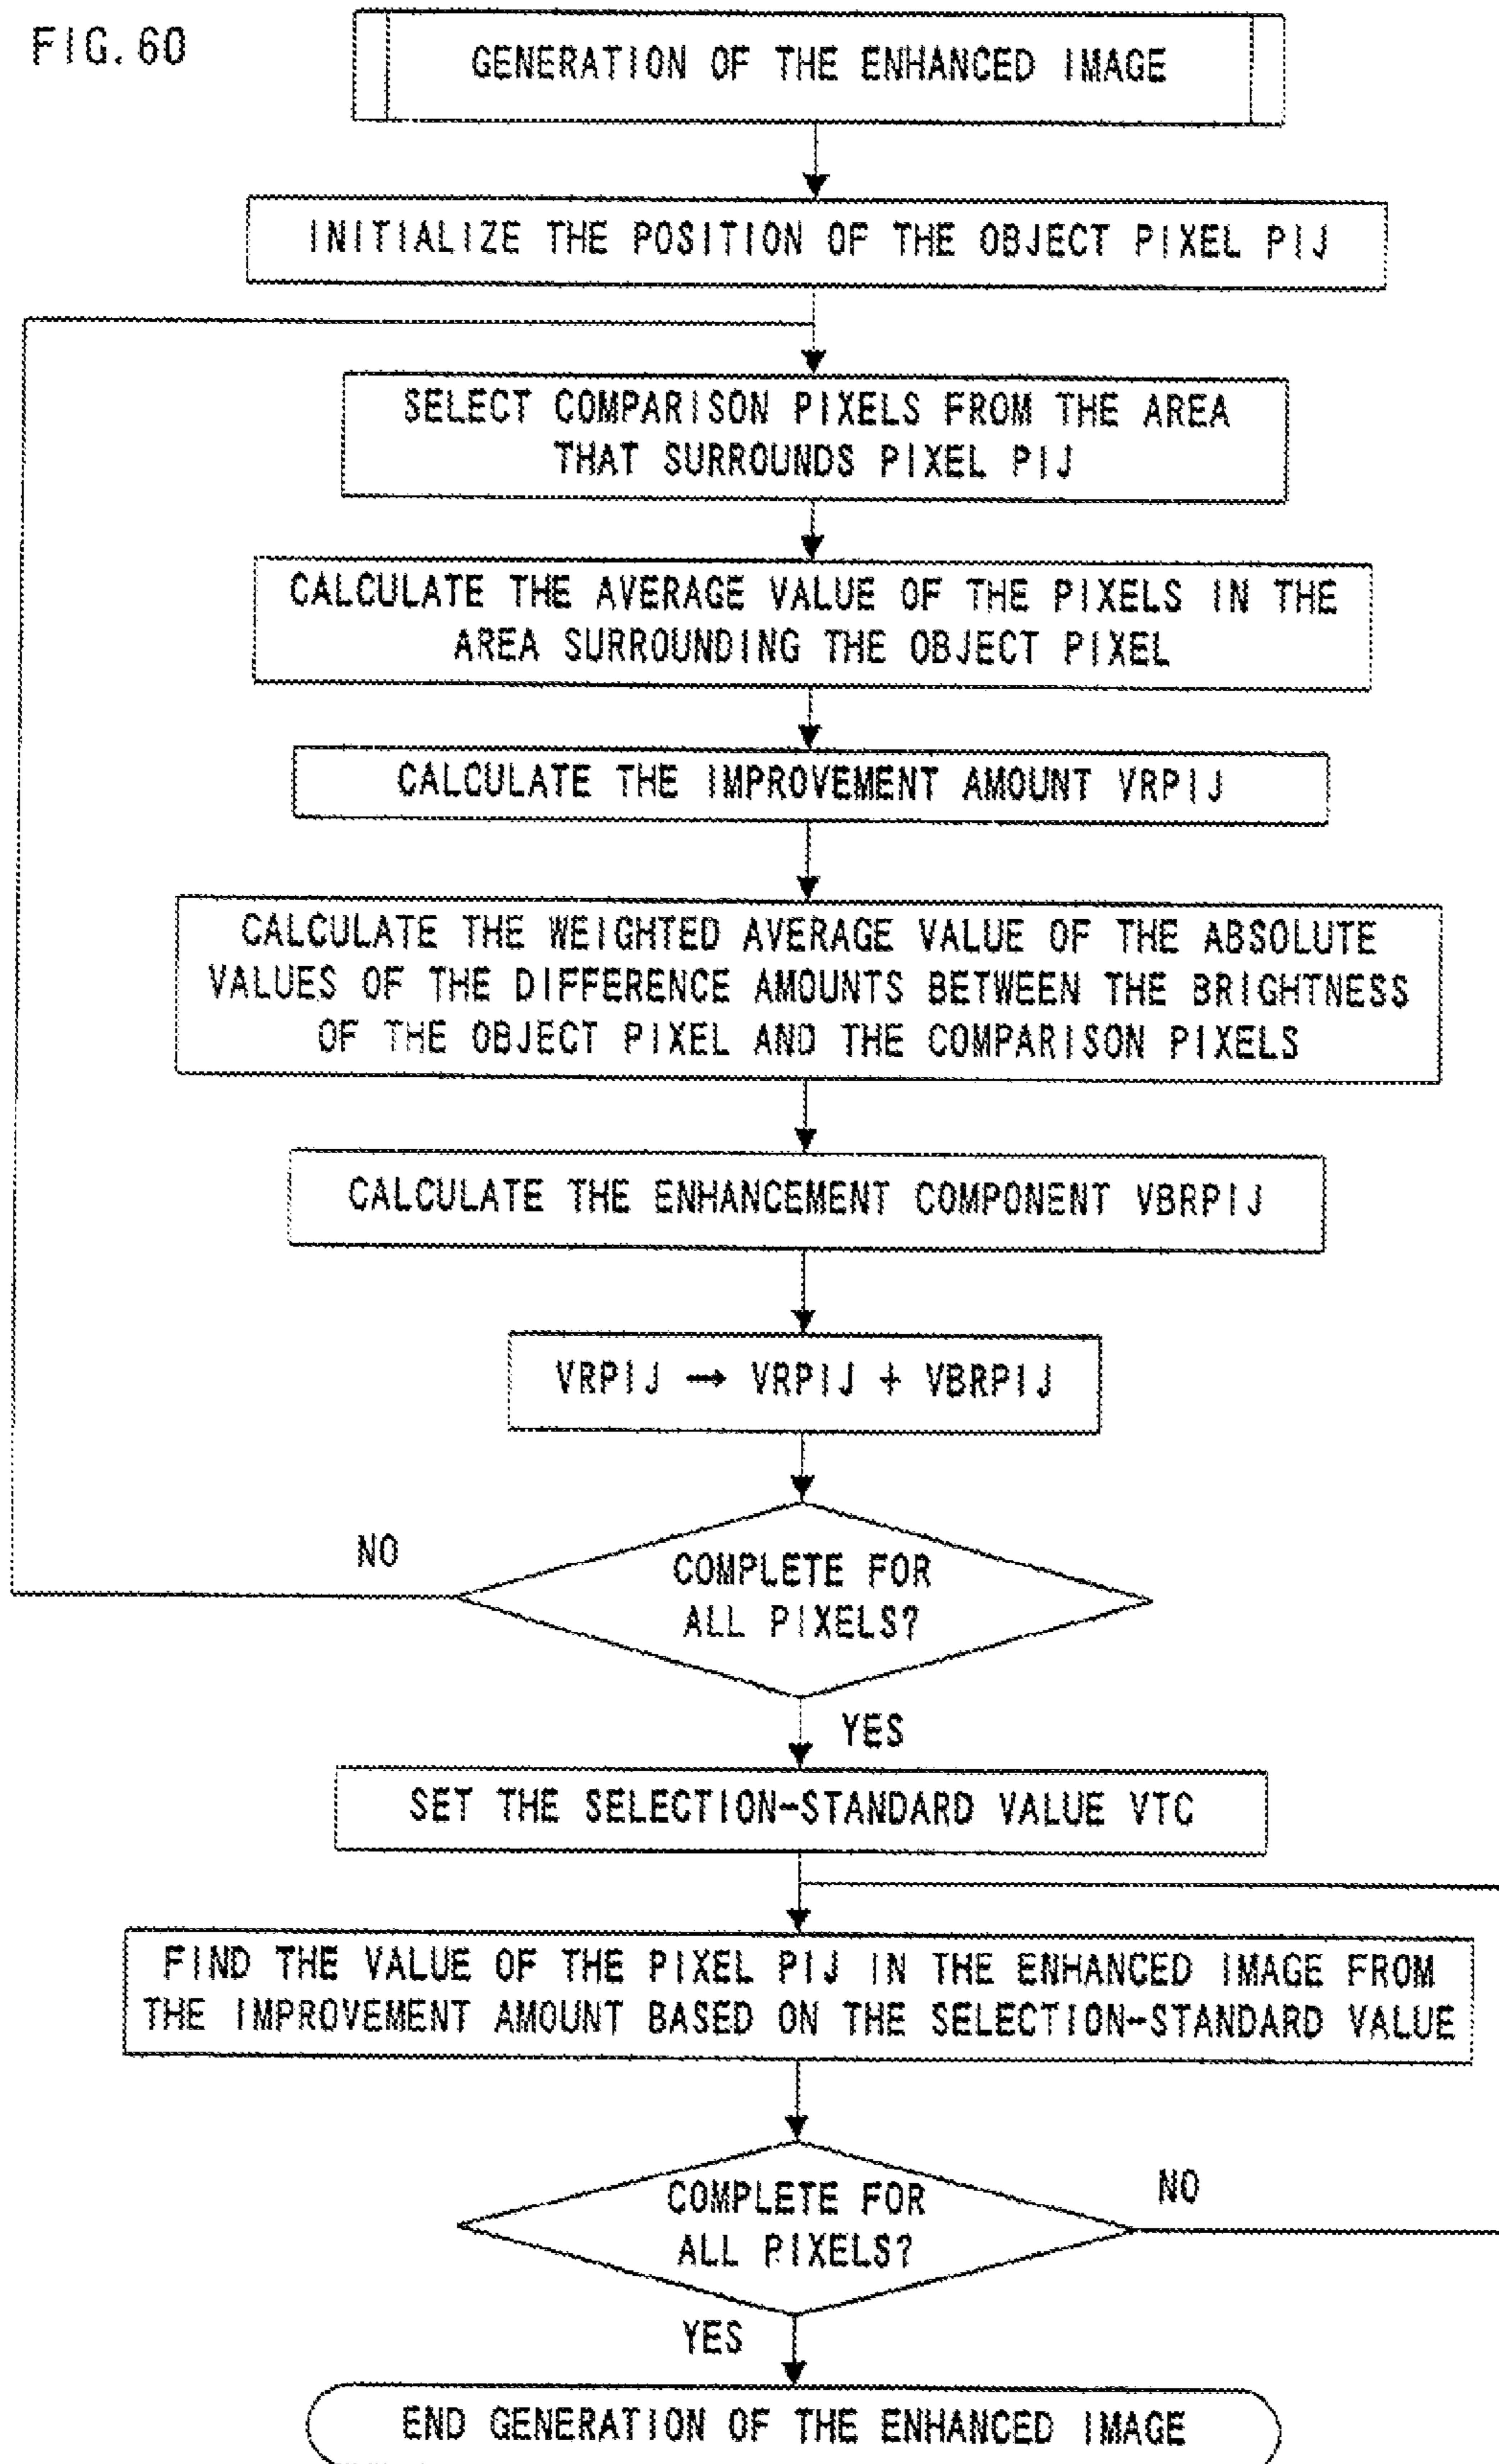 FIG. 60
GENERATION OF THE ENHANCED IMAGE
INITIALIZE THE POSITION OF THE OBJECT PIXEL PIJ
SELECT COMPARISON PIXELS FROM THE AREA
THAT SURROUNDS PIXEL PIJ
CALCULATE THE AVERAGE VALUE OF THE PIXELS IN THE
AREA SURROUNDING THE OBJECT PIXEL
CALCULATE THE IMPROVEMENT AMOUNT VRPIJ
CALCULATE THE WEIGHTED AVERAGE VALUE OF THE ABSOLUTE
VALUES OF THE DIFFERENCE AMOUNTS BETWEEN THE BRIGHTNESS
OF THE OBJECT PIXEL AND THE COMPARISON PIXELS
CALCULATE THE ENHANCEMENT COMPONENT VBRPIJ
VRPIJ → VRPIJ + VBRPIJ
NO
COMPLETE FOR
ALL PIXELS?
YES
SET THE SELECTION-STANDARD VALUE VTC
FIND THE VALUE OF THE PIXEL PIJ IN THE ENHANCED IMAGE FROM
THE IMPROVEMENT AMOUNT BASED ON THE SELECTION-STANDARD VALUE
COMPLETE FOR
ALL PIXELS?
NO
YES
END GENERATION OF THE ENHANCED IMAGE